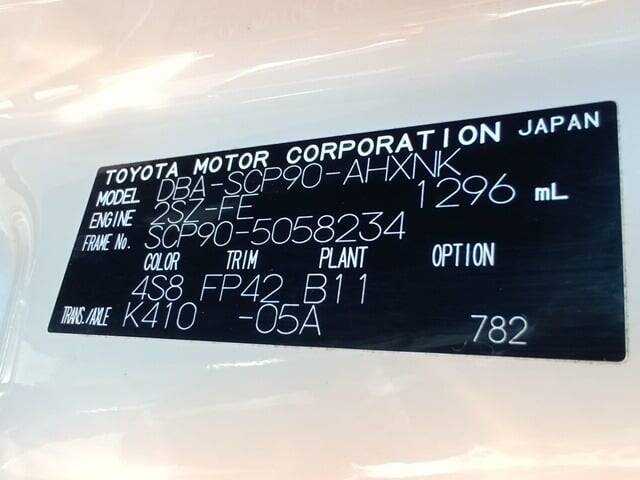 TOYOTA MOTOR CORPORATION JAPAN
MODEL DBA-SCP90-AHXNK
ENGINE 2SZ-FE 1296 mL
FRAME No. SCP90-5058234
COLOR TRIM PLANT OPTION
4S8 FP42 B11
TRANS./AXLE K410 -05A 782